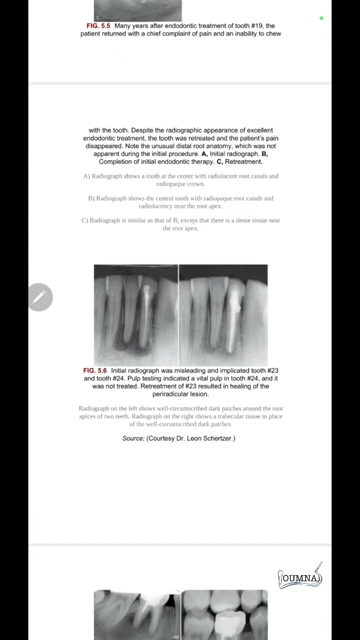 FIG. 5.5 Many years after endodontic treatment of tooth #19, the
patient returned with a chief complaint of pain and an inability to chew
with the tooth. Despite the radiographic appearance of excellent
endodontic treatment, the tooth was retreated and the patient's pain
disappeared. Note the unusual distal root anatomy, which was not
apparent during the initial procedure. A, Initial radiograph. B,
Completion of initial endodontic therapy. C, Retreatment.
A) Radiograph shows a tooth at the center with radiolucent root canals and
radiopaque crown.
B) Radiograph shows the central tooth with radiopaque root canals and
radiolucency near the root apex.
C) Radiograph is similar as that of B, except that there is a dense tissue near
the root apex.
FIG. 5.6 Initial radiograph was misleading and implicated tooth #23
and tooth #24. Pulp testing indicated a vital pulp in tooth #24, and it
was not treated. Retreatment of #23 resulted in healing of the
periradicular lesion.
Radiograph on the left shows well-circumscribed dark patches around the root
apices of two teeth. Radiograph on the right shows a trabecular tissue in place
of the well-circumscribed dark patches.
Source: (Courtesy Dr. Leon Schertzer.)
OUMNA